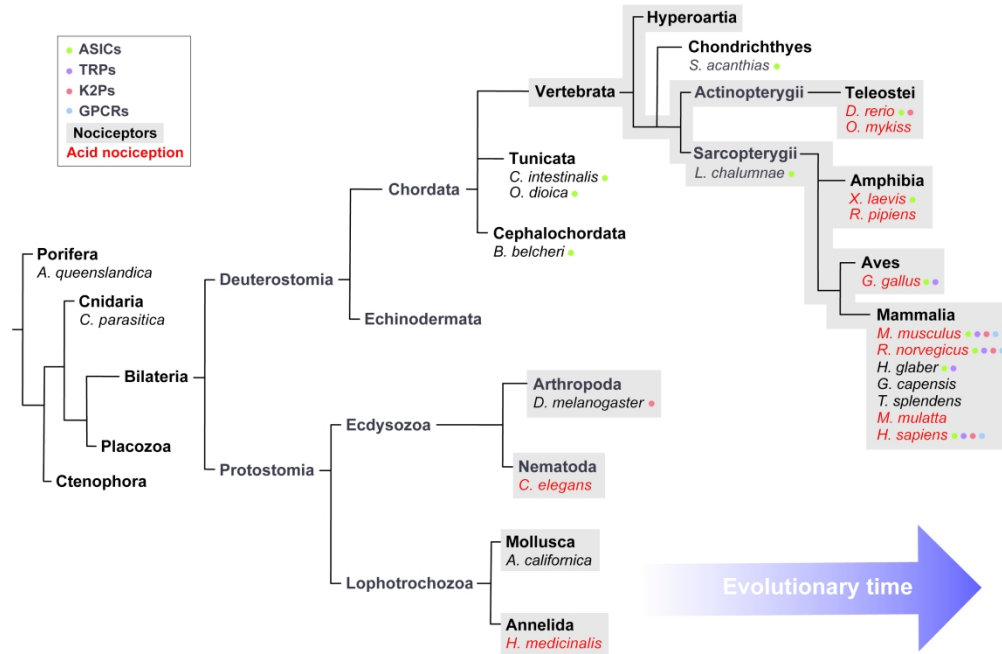 ASICs
TRPs
K2Ps
GPCRs
Nociceptors
Acid nociception
Hyperoartia
Chondrichthyes
S. acanthias
Vertebrata
Actinopterygii
Teleostei
D. rerio
O. mykiss
Sarcopterygii
L. chalumnae
Tunicata
C. intestinalis
O. dioica
Chordata
Amphibia
X. laevis
R. pipiens
Cephalochordata
B. belcheri
Porifera
A. queenslandica
Deuterostomia
Aves
G. gallus
Cnidaria
C. parasitica
Echinodermata
Mammalia
M. musculus
R. norvegicus
H. glaber
G. capensis
T. splendens
M. mulatta
H. sapiens
Bilateria
Arthropoda
D. melanogaster
Ecdysozoa
Placozoa
Protostomia
Nematoda
C. elegans
Ctenophora
Mollusca
A. californica
Lophotrochozoa
Evolutionary time
Annelida
H. medicinalis